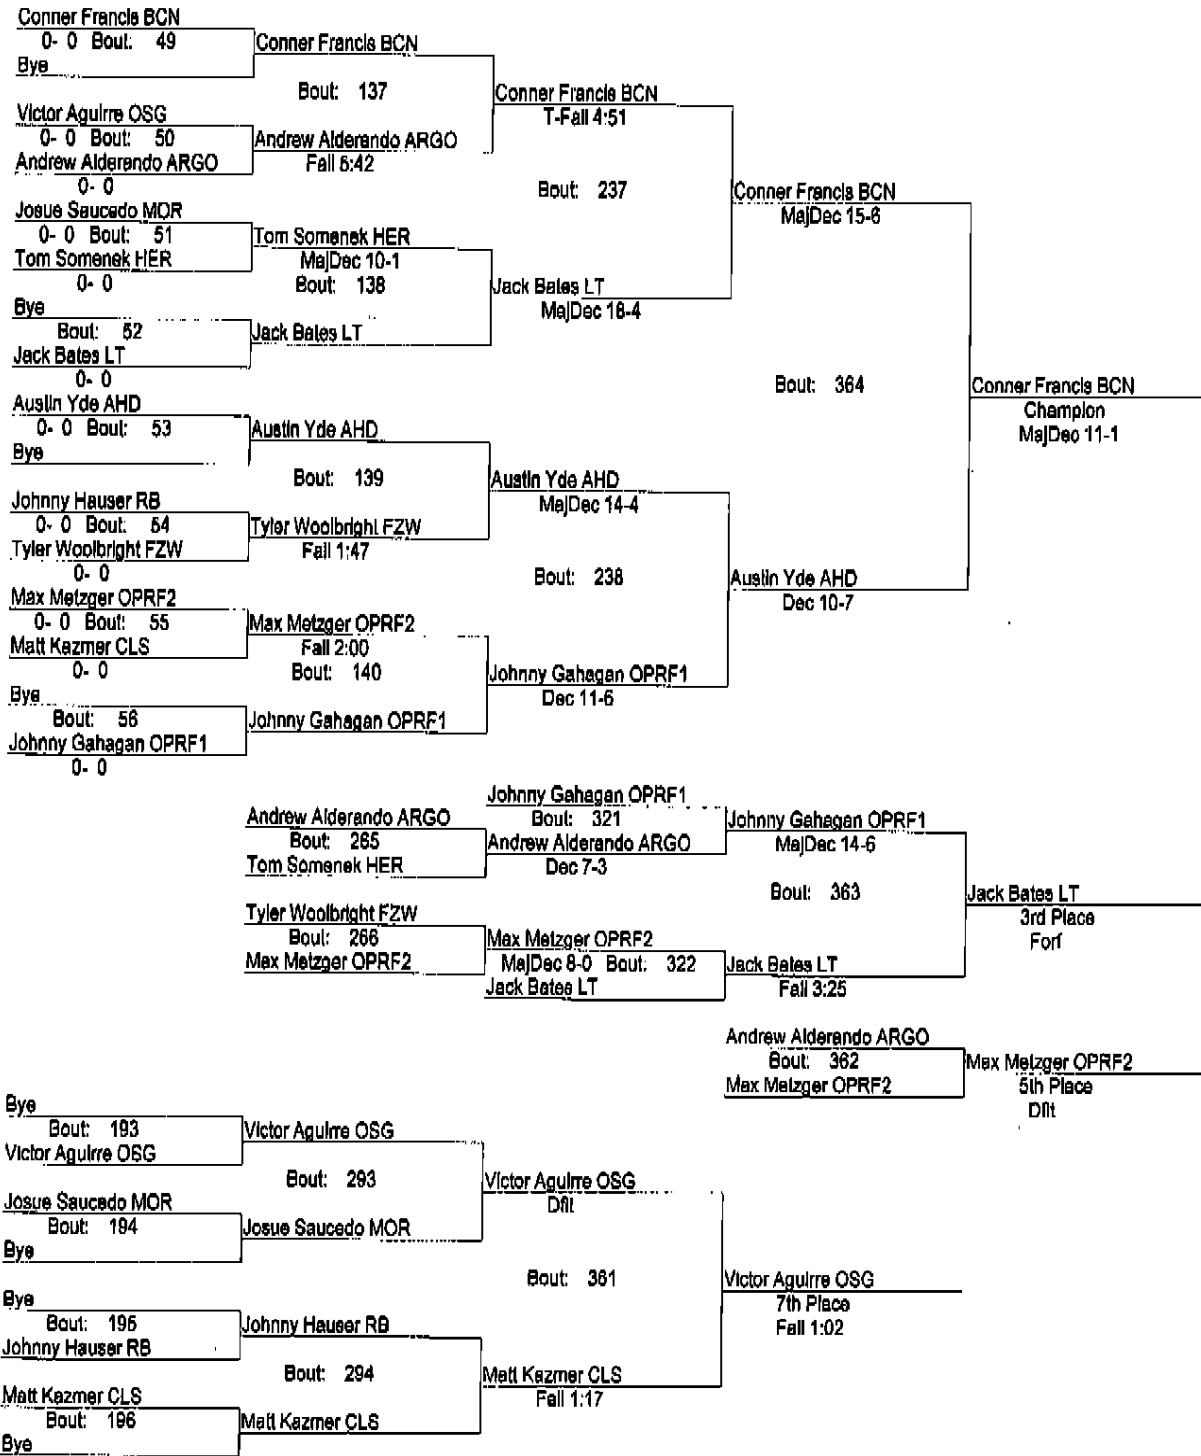 Conner Francis BCN
0- 0 Bout: 49
Bye
Conner Francis BCN
Bout: 137
Victor Aguirre OSG
0- 0 Bout: 50
Andrew Alderando ARGO
0- 0
Andrew Alderando ARGO
Fall 5:42
Conner Francis BCN
T-Fall 4:51
Bout: 237
Josue Saucedo MOR
0- 0 Bout: 51
Tom Somenek HER
0- 0
Tom Somenek HER
MajDec 10-1
Bout: 138
Bye
Bout: 52
Jack Bates LT
0- 0
Jack Bates LT
Jack Bates LT
MajDec 18-4
Conner Francis BCN
MajDec 15-6
Bout: 364
Conner Francis BCN
Champion
MajDec 11-1
Austin Yde AHD
0- 0 Bout: 53
Bye
Austin Yde AHD
Bout: 139
Johnny Hauser RB
0- 0 Bout: 54
Tyler Woolbright FZW
0- 0
Tyler Woolbright FZW
Fall 1:47
Austin Yde AHD
MajDec 14-4
Bout: 238
Max Metzger OPRF2
0- 0 Bout: 55
Matt Kazmer CLS
0- 0
Max Metzger OPRF2
Fall 2:00
Bout: 140
Bye
Bout: 56
Johnny Gahagan OPRF1
0- 0
Johnny Gahagan OPRF1
Johnny Gahagan OPRF1
Dec 11-6
Austin Yde AHD
Dec 10-7
Andrew Alderando ARGO
Bout: 265
Tom Somenek HER
Johnny Gahagan OPRF1
Bout: 321
Andrew Alderando ARGO
Dec 7-3
Johnny Gahagan OPRF1
MajDec 14-6
Bout: 363
Tyler Woolbright FZW
Bout: 266
Max Metzger OPRF2
Max Metzger OPRF2
MajDec 8-0 Bout: 322
Jack Bates LT
Jack Bates LT
Fall 3:25
Jack Bates LT
3rd Place
Forf
Andrew Alderando ARGO
Bout: 362
Max Metzger OPRF2
Max Metzger OPRF2
5th Place
Dflt
Bye
Bout: 193
Victor Aguirre OSG
Victor Aguirre OSG
Bout: 293
Josue Saucedo MOR
Bout: 194
Bye
Josue Saucedo MOR
Victor Aguirre OSG
Dflt
Bout: 361
Bye
Bout: 195
Johnny Hauser RB
Johnny Hauser RB
Bout: 294
Matt Kazmer CLS
Bout: 196
Bye
Matt Kazmer CLS
Matt Kazmer CLS
Fall 1:17
Victor Aguirre OSG
7th Place
Fall 1:02